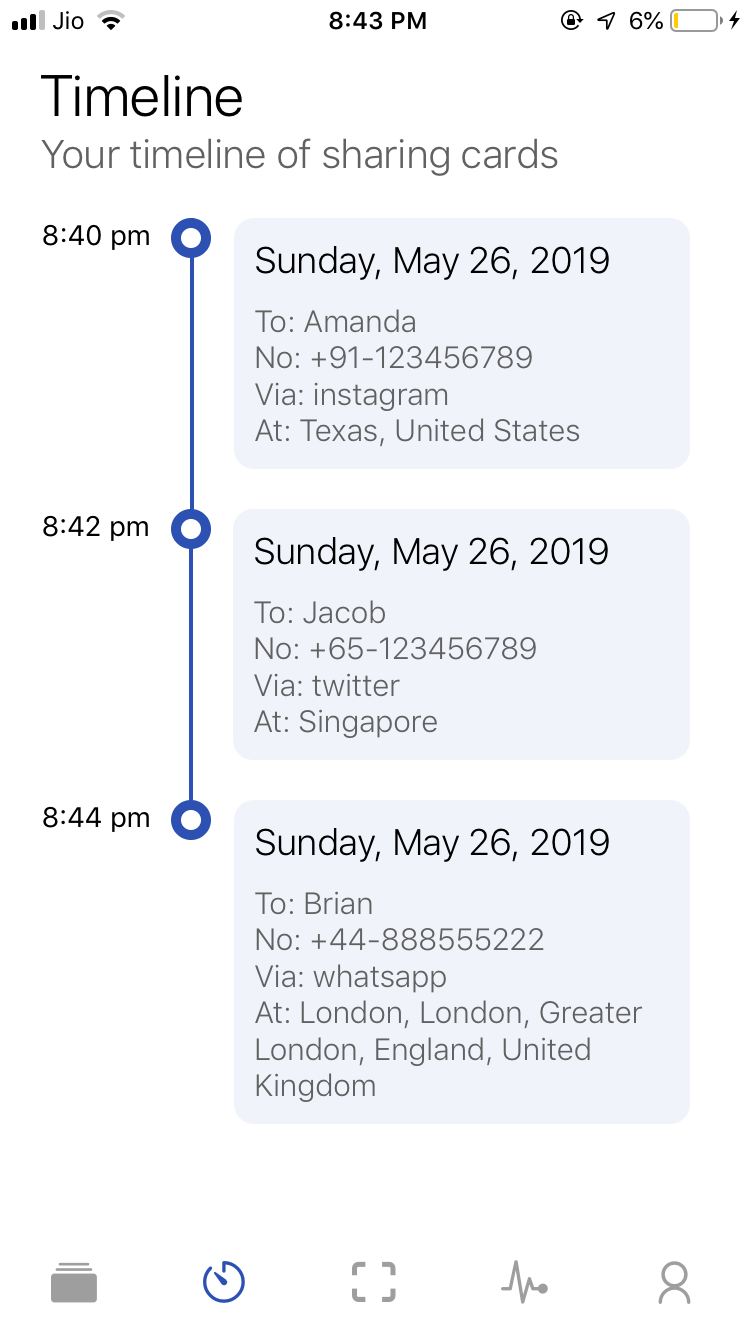 Jio 8:43 PM 6%
Timeline
Your timeline of sharing cards
8:40 pm
Sunday, May 26, 2019
To: Amanda
No: +91-123456789
Via: instagram
At: Texas, United States
8:42 pm
Sunday, May 26, 2019
To: Jacob
No: +65-123456789
Via: twitter
At: Singapore
8:44 pm
Sunday, May 26, 2019
To: Brian
No: +44-888555222
Via: whatsapp
At: London, London, Greater
London, England, United
Kingdom